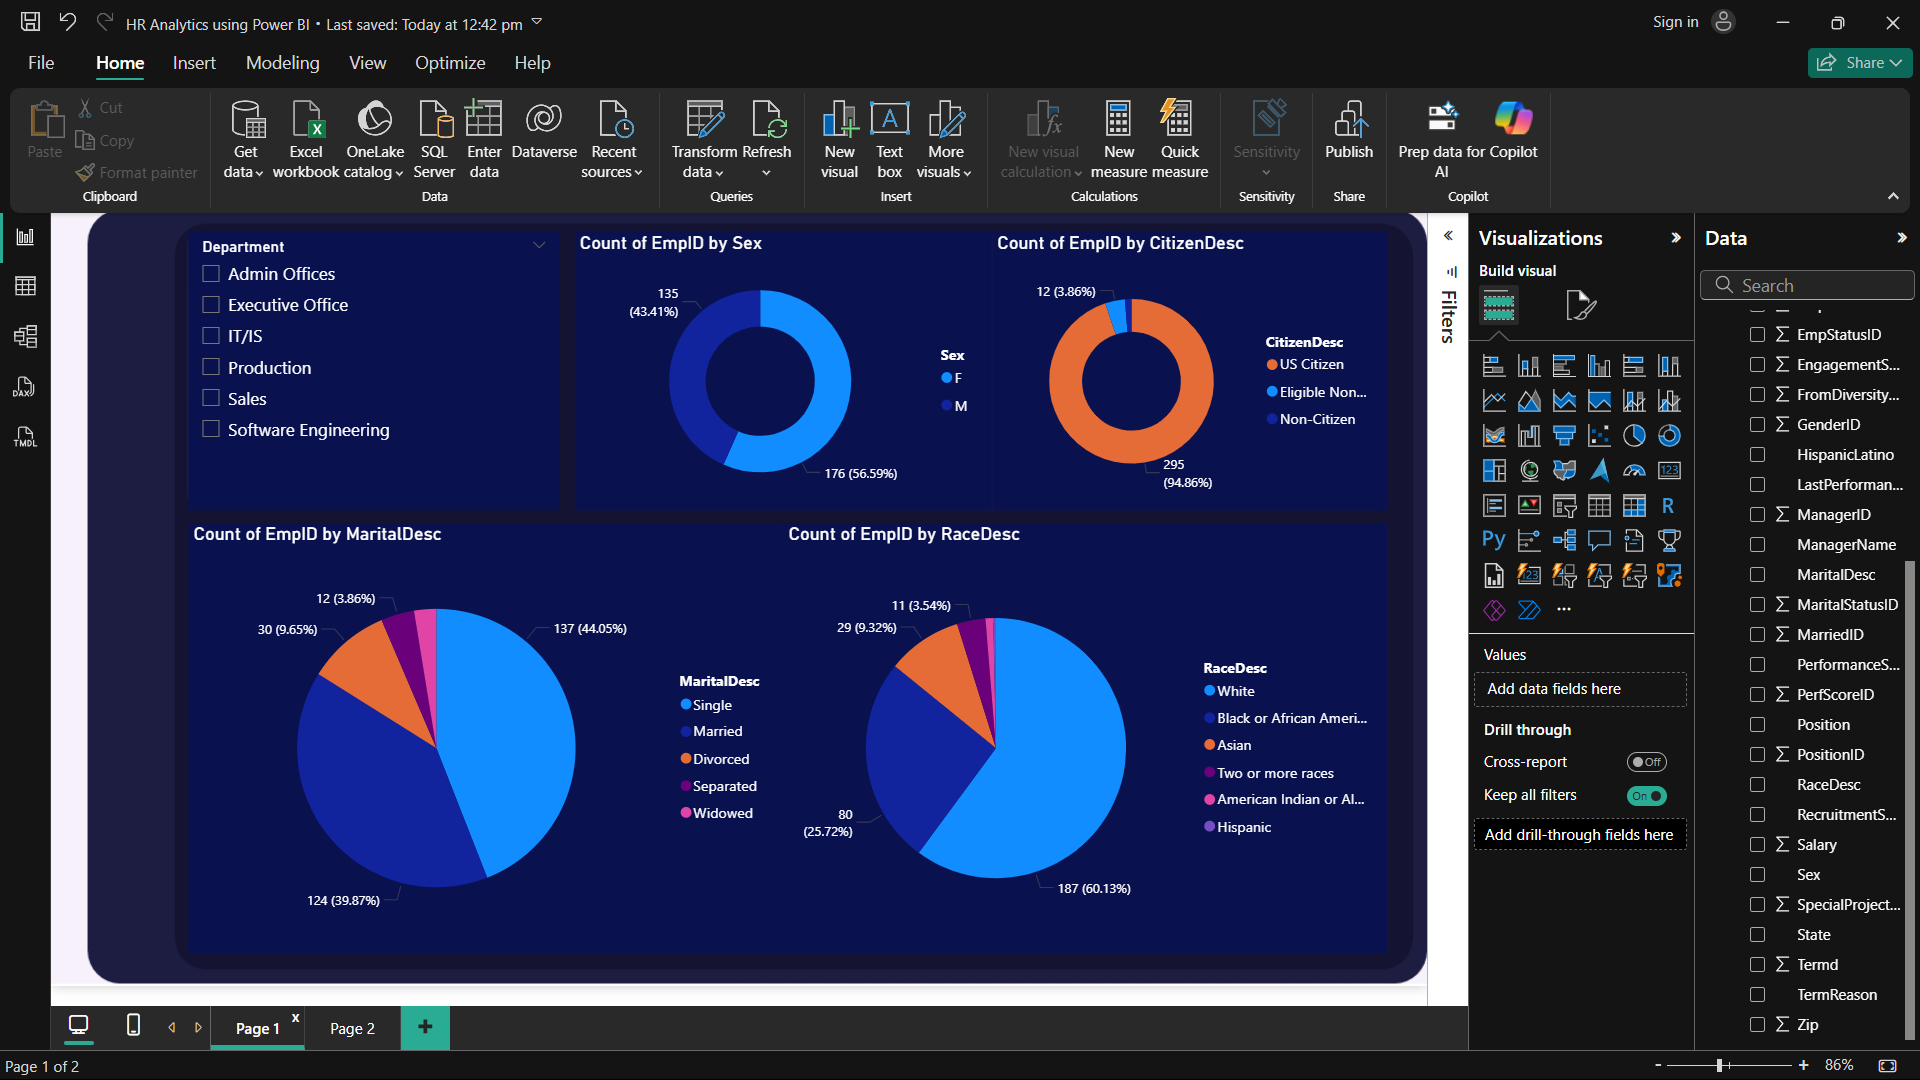 HR Analytics using Power BI • Last saved: Today at 12:42 pm
Sign in
File Home Insert Modeling View Optimize Help
Share
Paste
Cut
Copy
Format painter
Clipboard
Get data
Excel workbook
OneLake catalog
SQL Server
Enter data
Dataverse
Recent sources
Data
Transform data
Refresh
Queries
New visual
Text box
More visuals
Insert
New visual calculation
New measure
Quick measure
Calculations
Sensitivity
Sensitivity
Publish
Share
Prep data for AI
Copilot
Copilot
DAX
TMDL
Department
Admin Offices
Executive Office
IT/IS
Production
Sales
Software Engineering
Count of EmpID by Sex
135
(43.41%)
176 (56.59%)
Sex
F
M
Count of EmpID by CitizenDesc
12 (3.86%)
295
(94.86%)
CitizenDesc
US Citizen
Eligible Non...
Non-Citizen
Count of EmpID by MaritalDesc
12 (3.86%)
30 (9.65%)
137 (44.05%)
124 (39.87%)
MaritalDesc
Single
Married
Divorced
Separated
Widowed
Count of EmpID by RaceDesc
11 (3.54%)
29 (9.32%)
80
(25.72%)
187 (60.13%)
RaceDesc
White
Black or African Ameri...
Asian
Two or more races
American Indian or Al...
Hispanic
Filters
Visualizations
Build visual
123
R
Py
123
Values
Add data fields here
Drill through
Cross-report
Off
Keep all filters
On
Add drill-through fields here
Data
Search
EmpStatusID
EngagementS...
FromDiversity...
GenderID
HispanicLatino
LastPerforman...
ManagerID
ManagerName
MaritalDesc
MaritalStatusID
MarriedID
PerformanceS...
PerfScoreID
Position
PositionID
RaceDesc
RecruitmentS...
Salary
Sex
SpecialProject...
State
Termd
TermReason
Zip
Page 1
Page 2
Page 1 of 2
86%